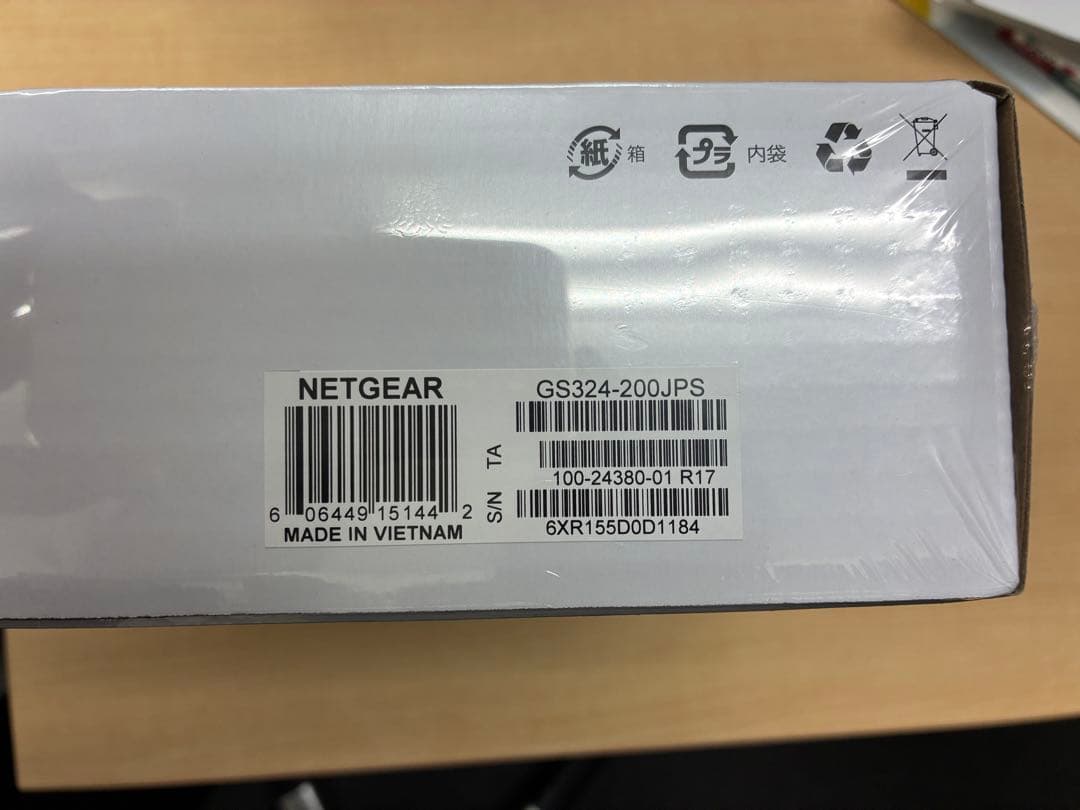 紙 箱 プラ 内袋
NETGEAR
6 06449 15144 2
MADE IN VIETNAM
GS324-200JPS
TA
100-24380-01 R17
S/N
6XR155D0D1184